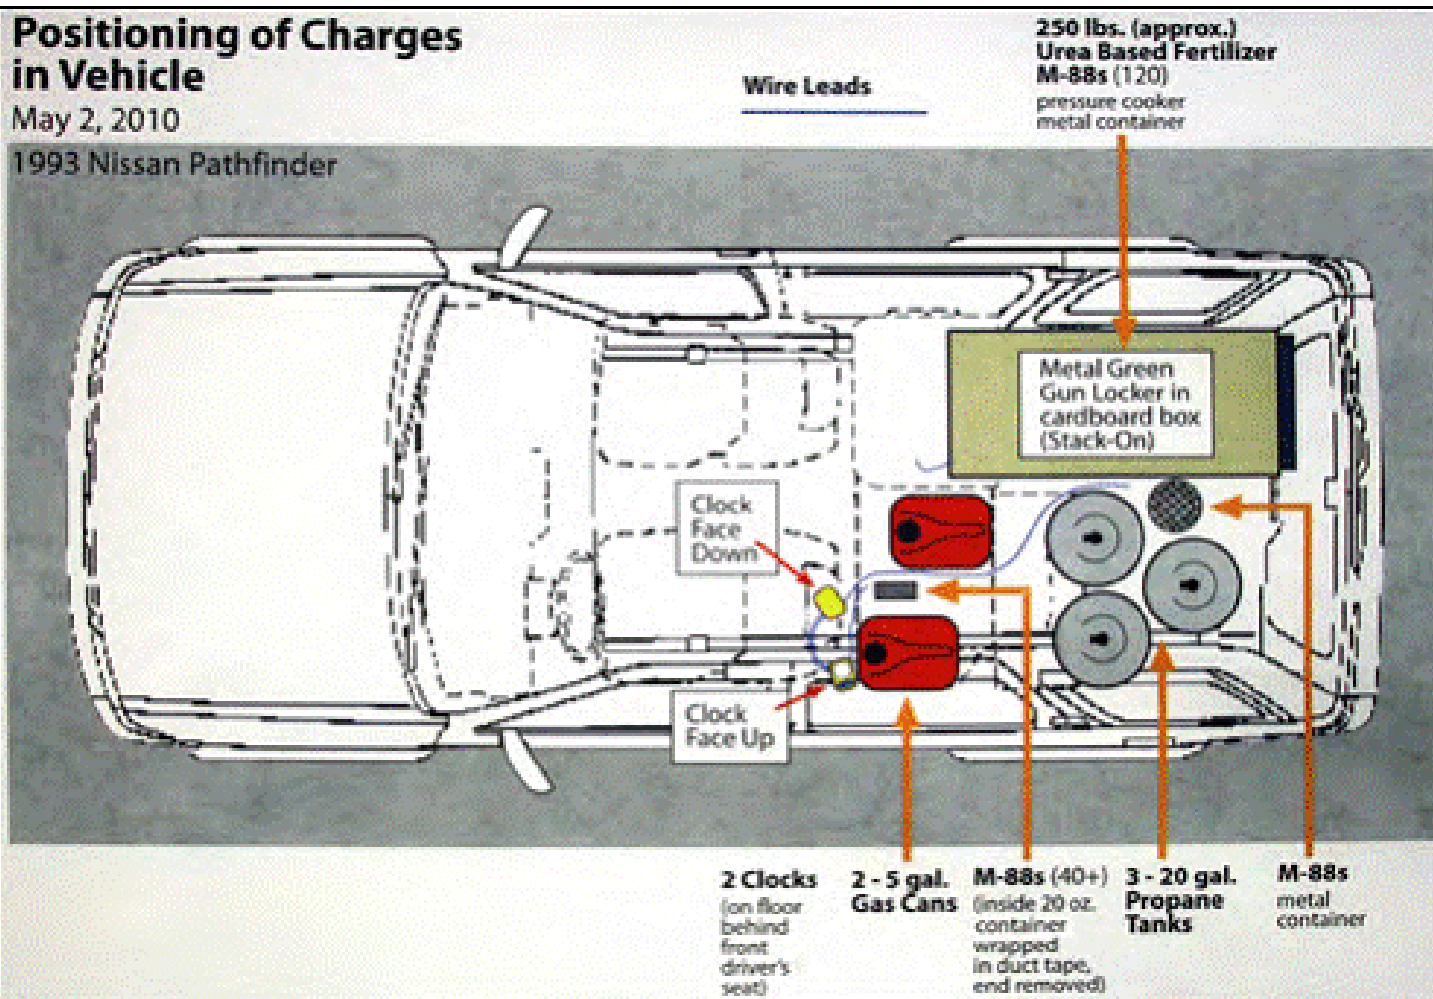 Positioning of Charges
in Vehicle
May 2, 2010
1993 Nissan Pathfinder
Wire Leads
250 lbs. (approx.)
Urea Based Fertilizer
M-88s (120)
pressure cooker
metal container
Metal Green
Gun Locker in
cardboard box
(Stack-On)
Clock
Face
Down
Clock
Face Up
2 Clocks
(on floor
behind
front
driver's
seat)
2 - 5 gal.
Gas Cans
M-88s (40+)
(inside 20 oz.
container
wrapped
in duct tape,
end removed)
3 - 20 gal.
Propane
Tanks
M-88s
metal
container